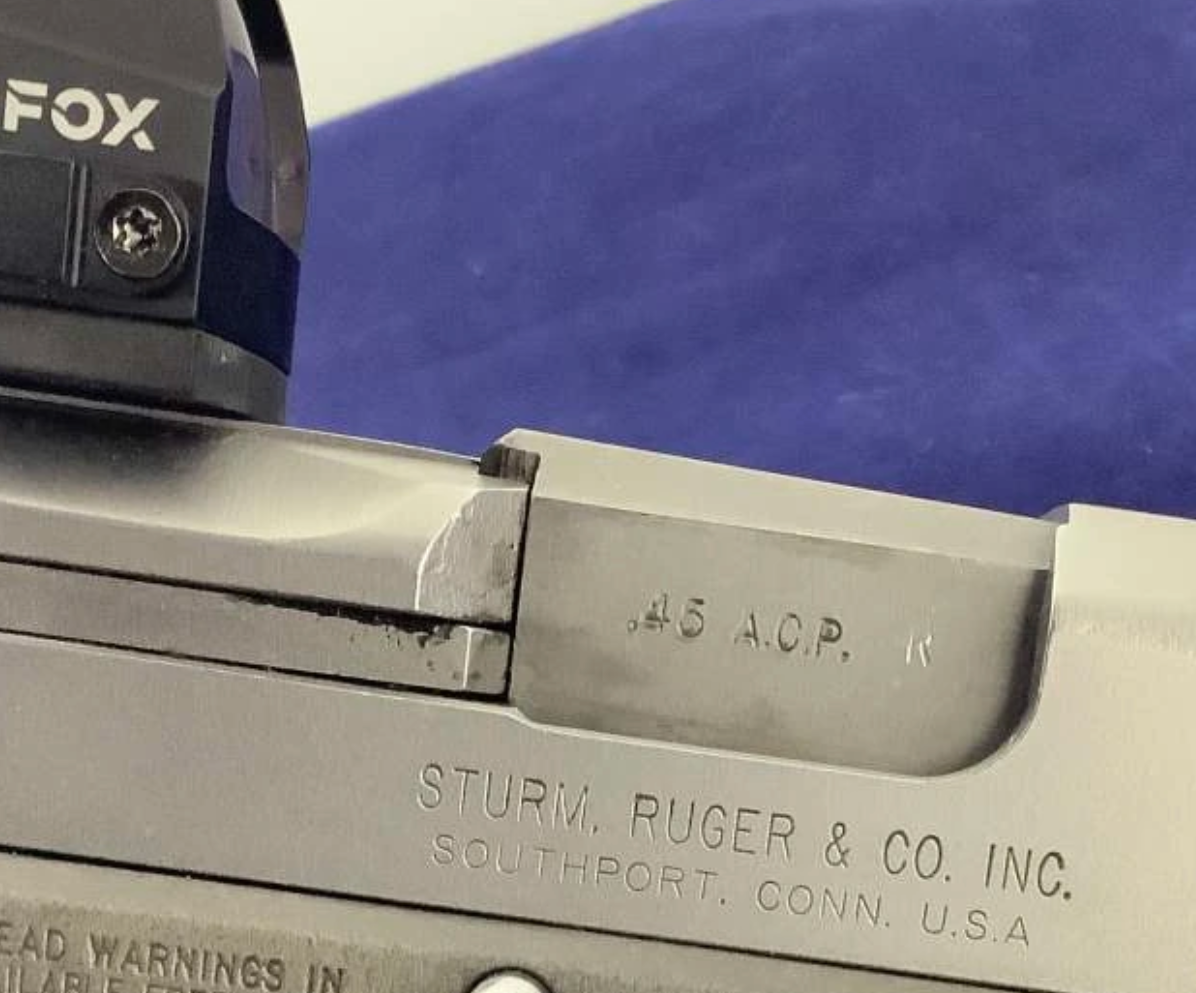 FOX
.45 A.C.P. R
STURM, RUGER & CO. INC.
SOUTHPORT, CONN. U.S.A
EAD WARNINGS IN